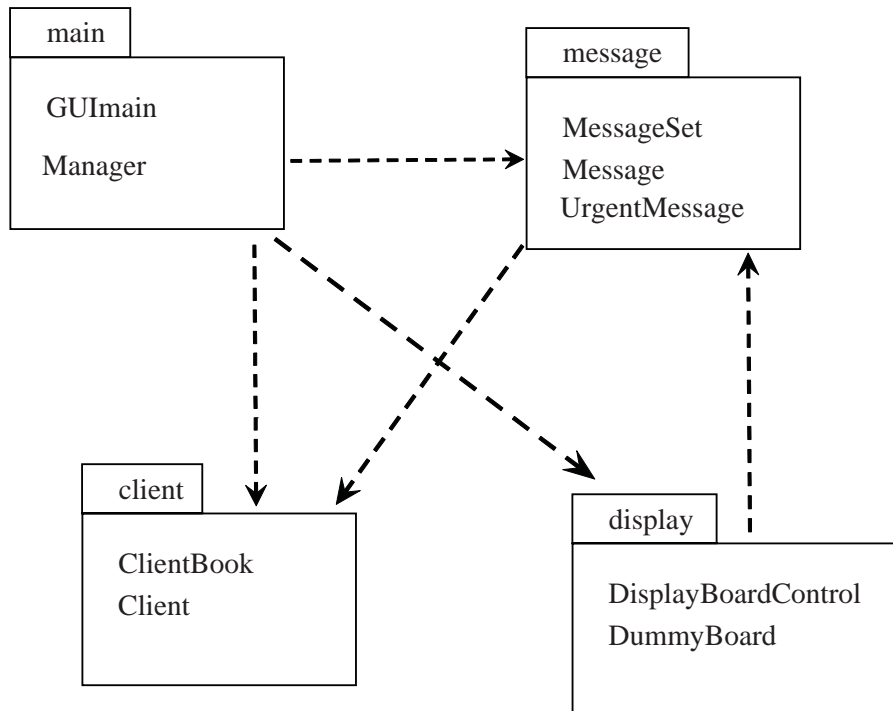 main
GUImain
Manager
message
MessageSet
Message
UrgentMessage
client
ClientBook
Client
display
DisplayBoardControl
DummyBoard